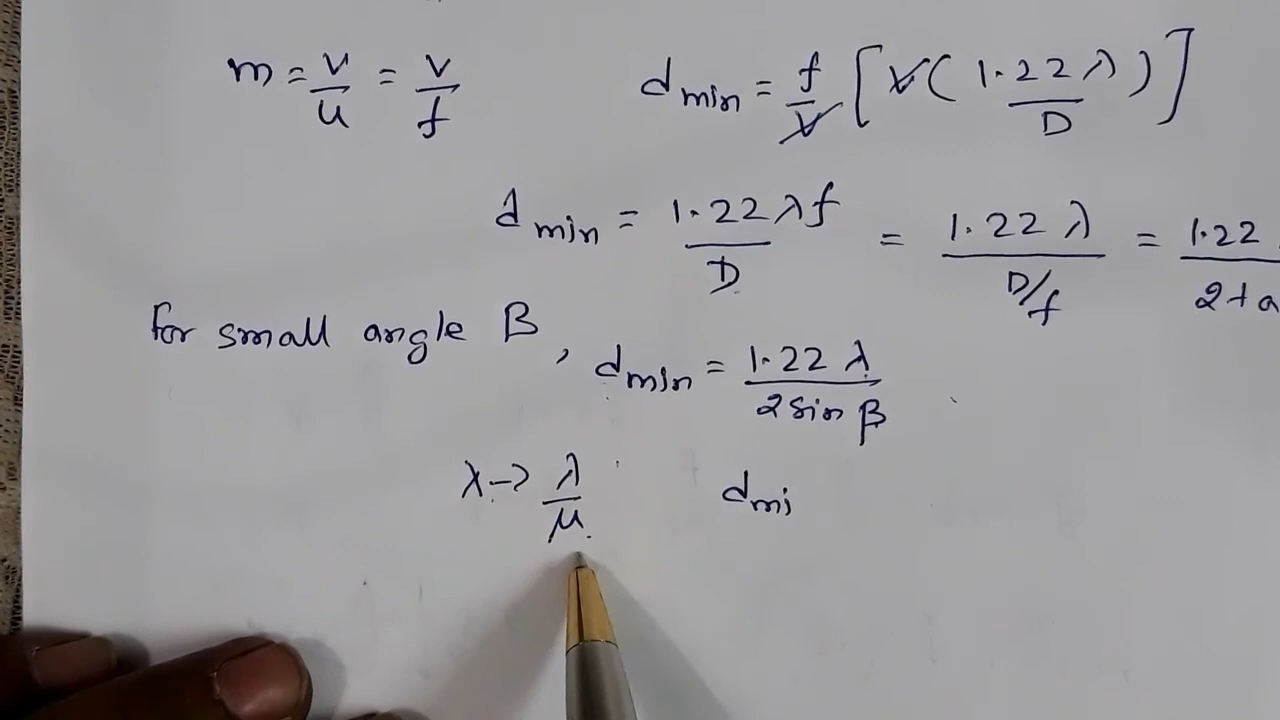 m = v/u = v/f
d min = f/v [ v ( 1.22 λ / D ) ]
d min = 1.22 λ f / D = 1.22 λ / D/f = 1.22 / 2 ta
for small angle β , d min = 1.22 λ / 2 sin β
λ → λ/μ
d mi